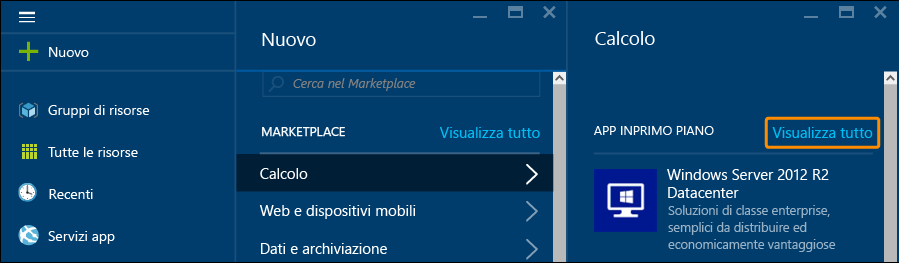 Nuovo
Gruppi di risorse
Tutte le risorse
Recenti
Servizi app
Nuovo
Cerca nel Marketplace
MARKETPLACE Visualizza tutto
Calcolo
Web e dispositivi mobili
Dati e archiviazione
Calcolo
APP INPRIMO PIANO Visualizza tutto
Windows Server 2012 R2
Datacenter
Soluzioni di classe enterprise,
semplici da distribuire ed
economicamente vantaggiose